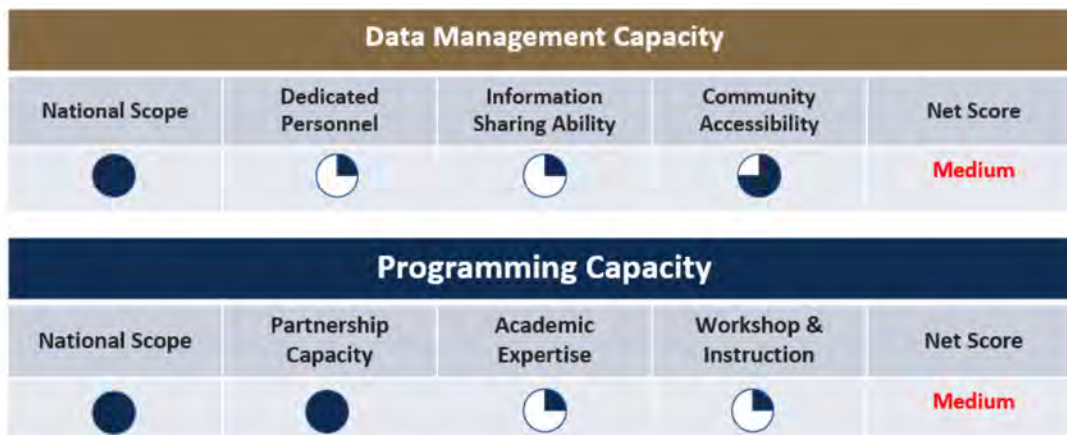 Data Management Capacity
National Scope
Dedicated
Personnel
Information
Sharing Ability
Community
Accessibility
Net Score
Medium
Programming Capacity
National Scope
Partnership
Capacity
Academic
Expertise
Workshop &
Instruction
Net Score
Medium